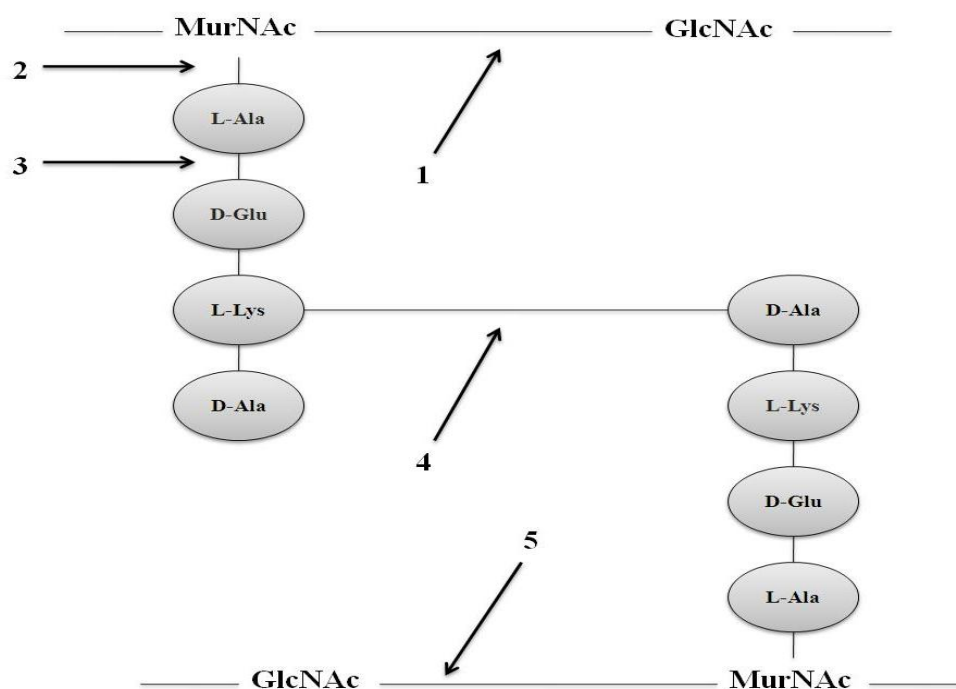 MurNAc GlcNAc
2
L-Ala
3
1
D-Glu
L-Lys D-Ala
D-Ala L-Lys
4
D-Glu
5
L-Ala
GlcNAc MurNAc